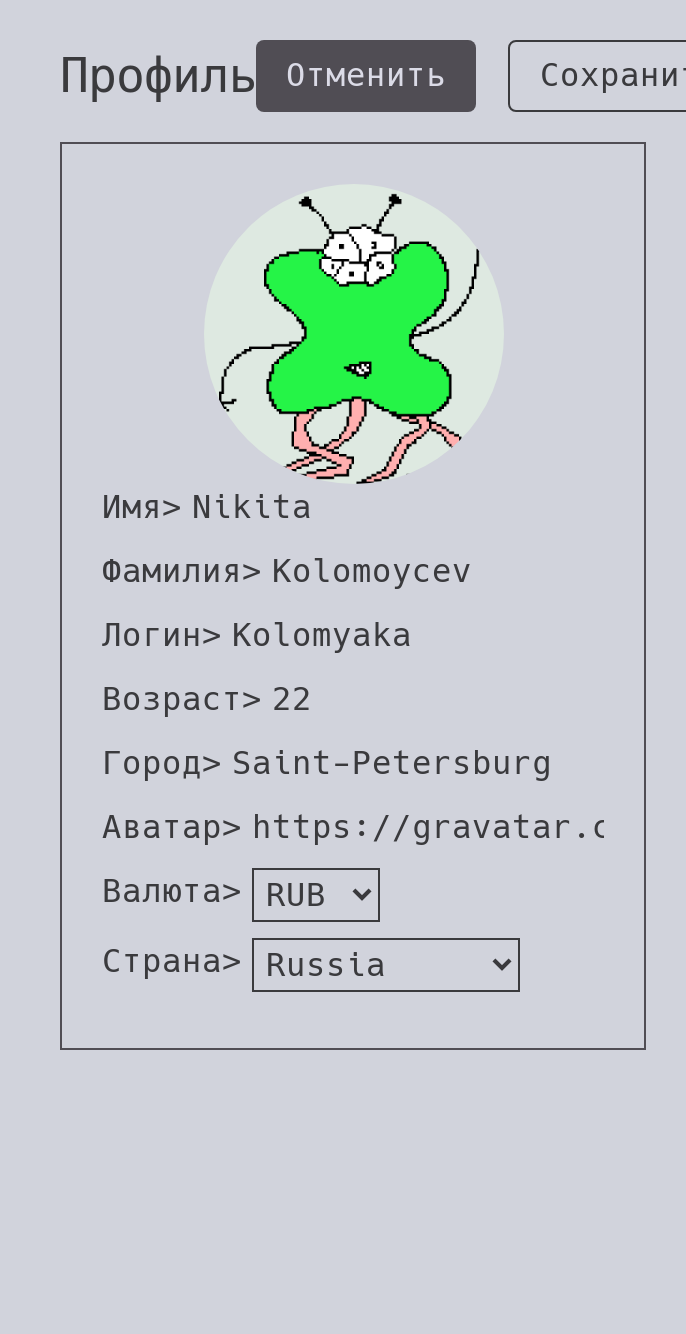 Профиль Отменить
Имя> Nikita
Фамилия> Kolomoycev
Логин> Kolomyaka
Возраст> 22
Город> Saint-Petersburg
Аватар> https://gravatar.c
Валюта> RUB
Страна> Russia